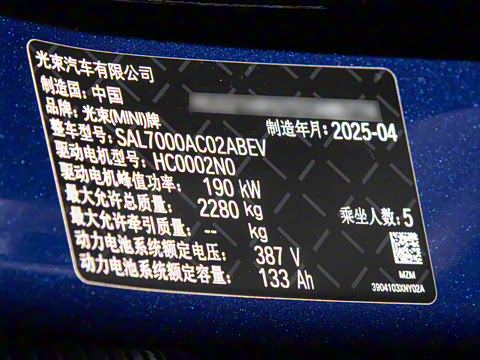 光束汽车有限公司
制造国: 中国
品牌: 光束(MINI)牌
制造年月: 2025-04
整车型号: SAL7000AC02ABEV
驱动电机型号: HC0002N0
驱动电机峰值功率: 190 kW
最大允许总质量: 2280 kg
乘坐人数: 5
最大允许牵引质量: -- kg
动力电池系统额定电压: 387 V
动力电池系统额定容量: 133 Ah
MZM
3904103XNY02A